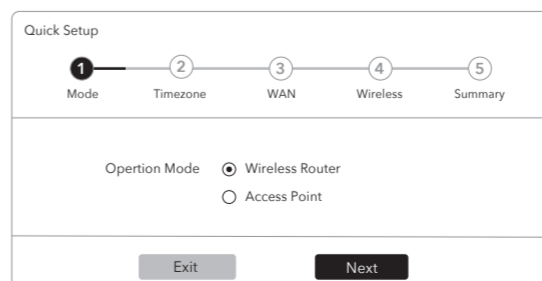 Quick Setup
1 2 3 4 5
Mode Timezone WAN Wireless Summary
Opertion Mode Wireless Router
Access Point
Exit Next